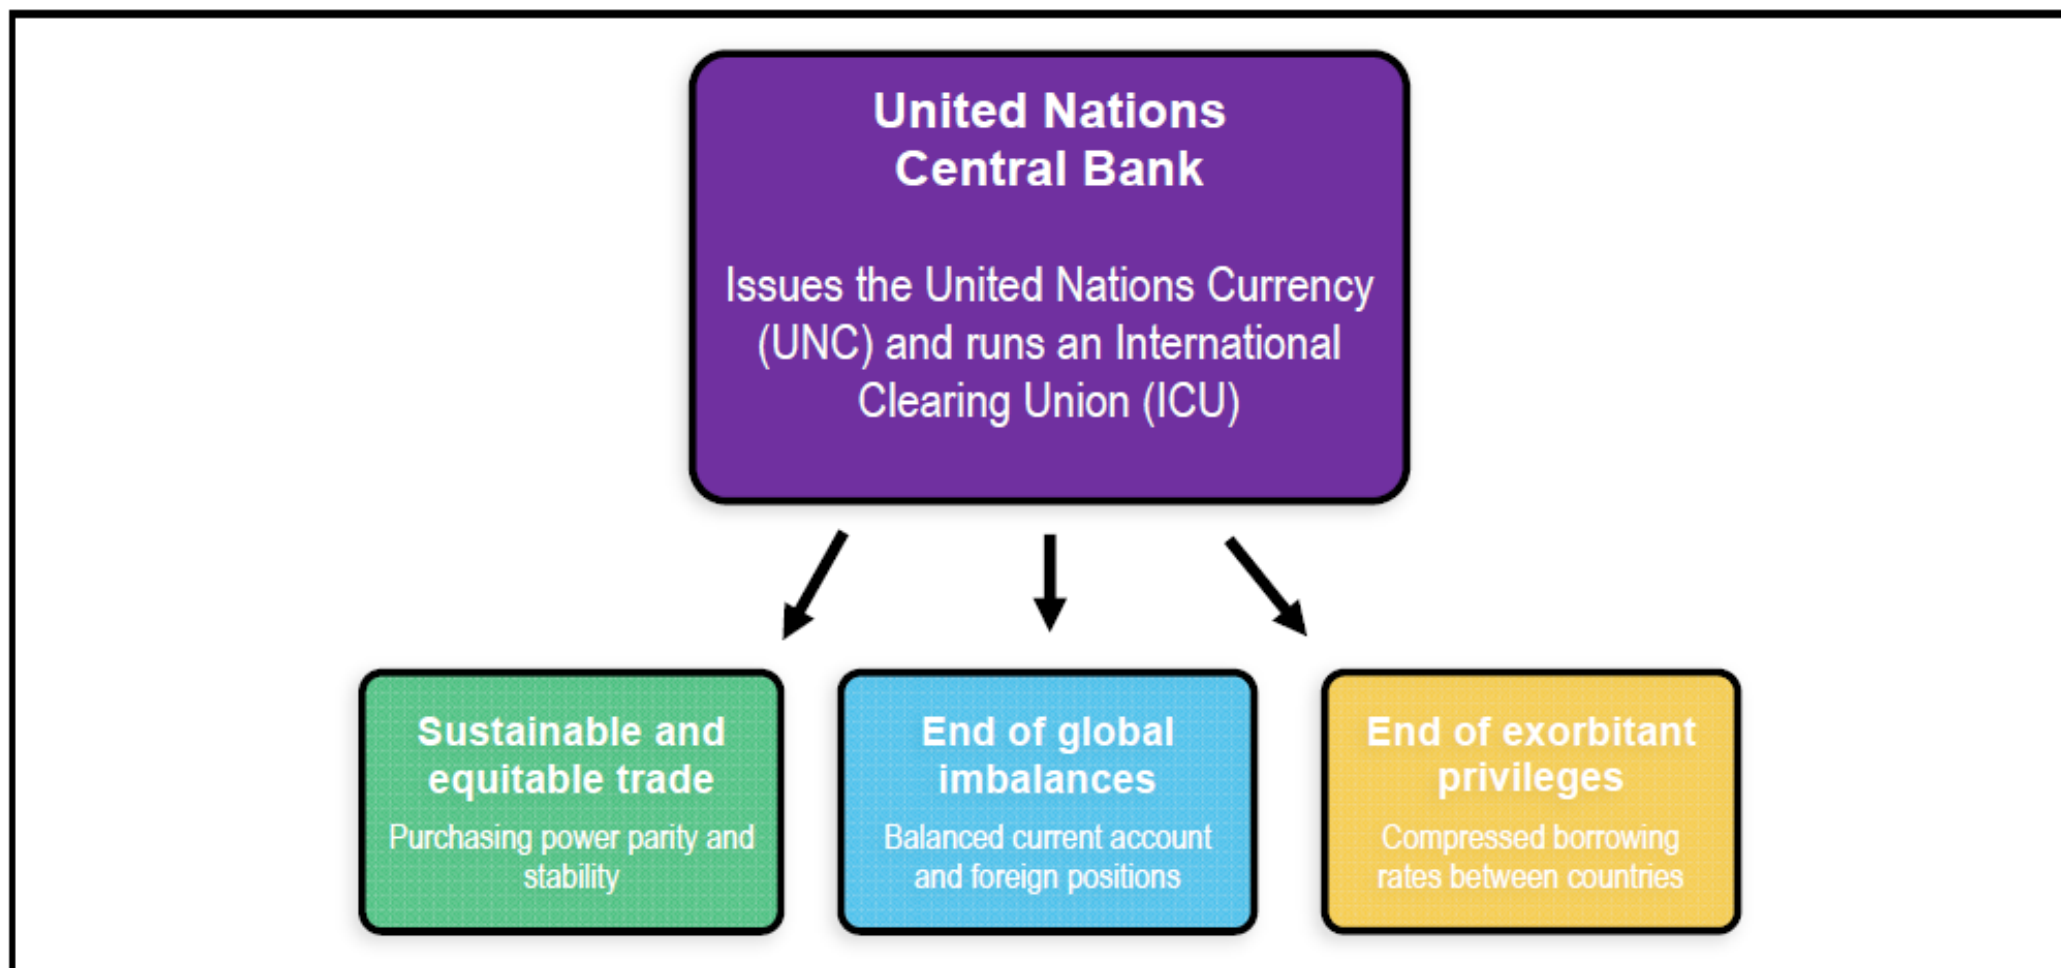 United Nations
Central Bank
Issues the United Nations Currency
(UNC) and runs an International
Clearing Union (ICU)
Sustainable and
equitable trade
Purchasing power parity and
stability
End of global
imbalances
Balanced current account
and foreign positions
End of exorbitant
privileges
Compressed borrowing
rates between countries